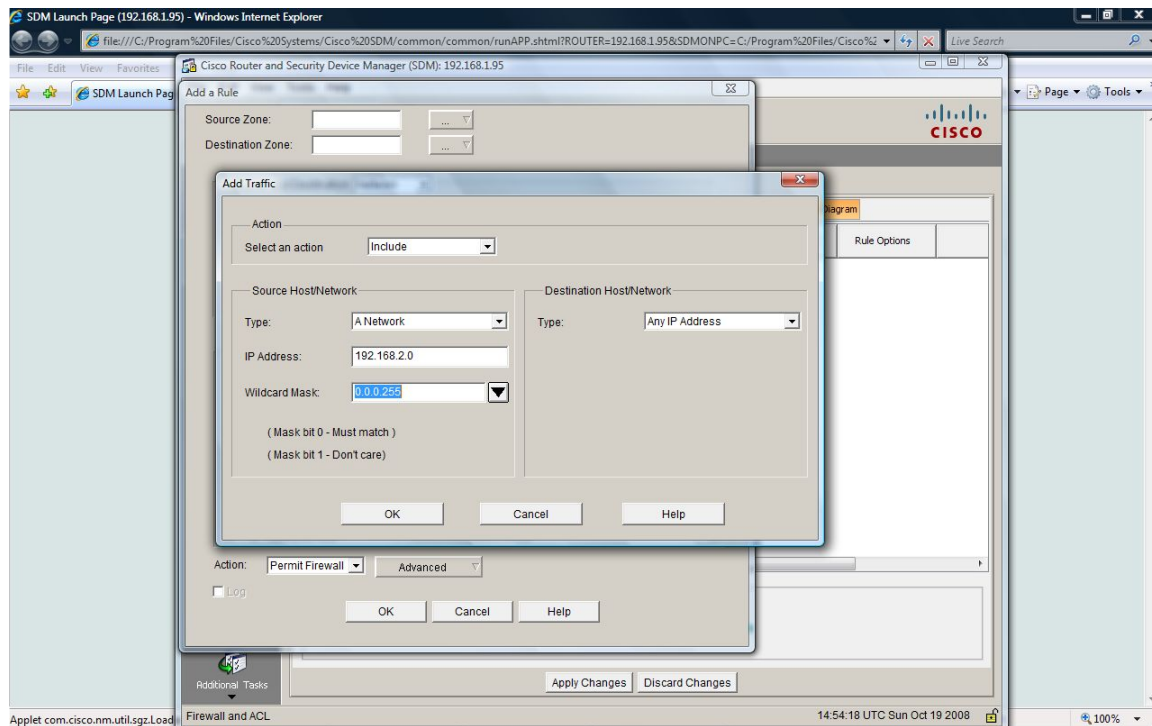 SDM Launch Page (192.168.1.95) - Windows Internet Explorer
file:///C:/Program%20Files/Cisco%20Systems/Cisco%20SDM/common/common/runAPP.shtml?ROUTER=192.168.1.95&SDMONPC=C:/Program%20Files/Cisco%2
Live Search
File Edit View Favorites
Cisco Router and Security Device Manager (SDM): 192.168.1.95
SDM Launch Pag
Page Tools
Add a Rule
CISCO
Source Zone:
...
Destination Zone:
...
Add Traffic
Diagram
Action
Select an action
Include
Rule Options
Source Host/Network
Destination Host/Network
Type:
A Network
Type:
Any IP Address
IP Address:
192.168.2.0
Wildcard Mask:
0.0.0.255
( Mask bit 0 - Must match )
( Mask bit 1 - Don't care)
OK
Cancel
Help
Action:
Permit Firewall
Advanced
Log
OK
Cancel
Help
Additional Tasks
Apply Changes
Discard Changes
Applet com.cisco.nm.util.sgz.Load
Firewall and ACL
14:54:18 UTC Sun Oct 19 2008
100%